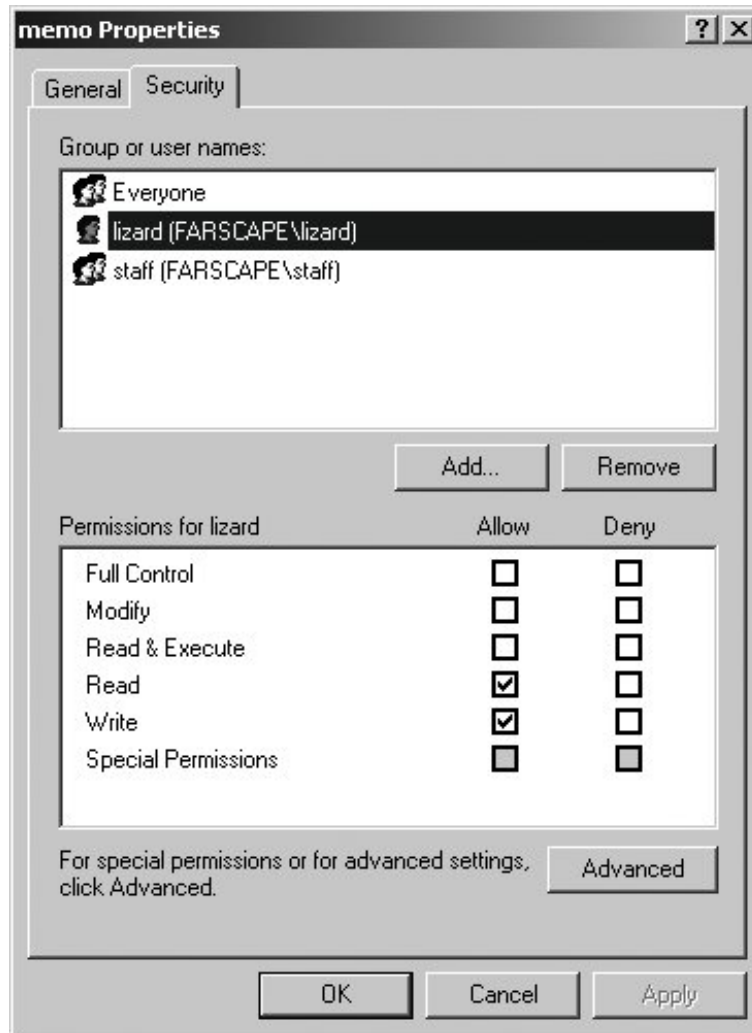 memo Properties
General Security
Group or user names:
Everyone
lizard (FARSCAPE\lizard)
staff (FARSCAPE\staff)
Add... Remove
Permissions for lizard Allow Deny
Full Control
Modify
Read & Execute
Read
Write
Special Permissions
For special permissions or for advanced settings,
click Advanced.
Advanced
OK Cancel Apply